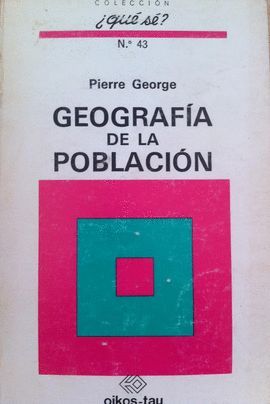 COLECCIÓN
¿qué sé?
N.° 43
Pierre George
GEOGRAFÍA
DE LA
POBLACIÓN
oikos-tau